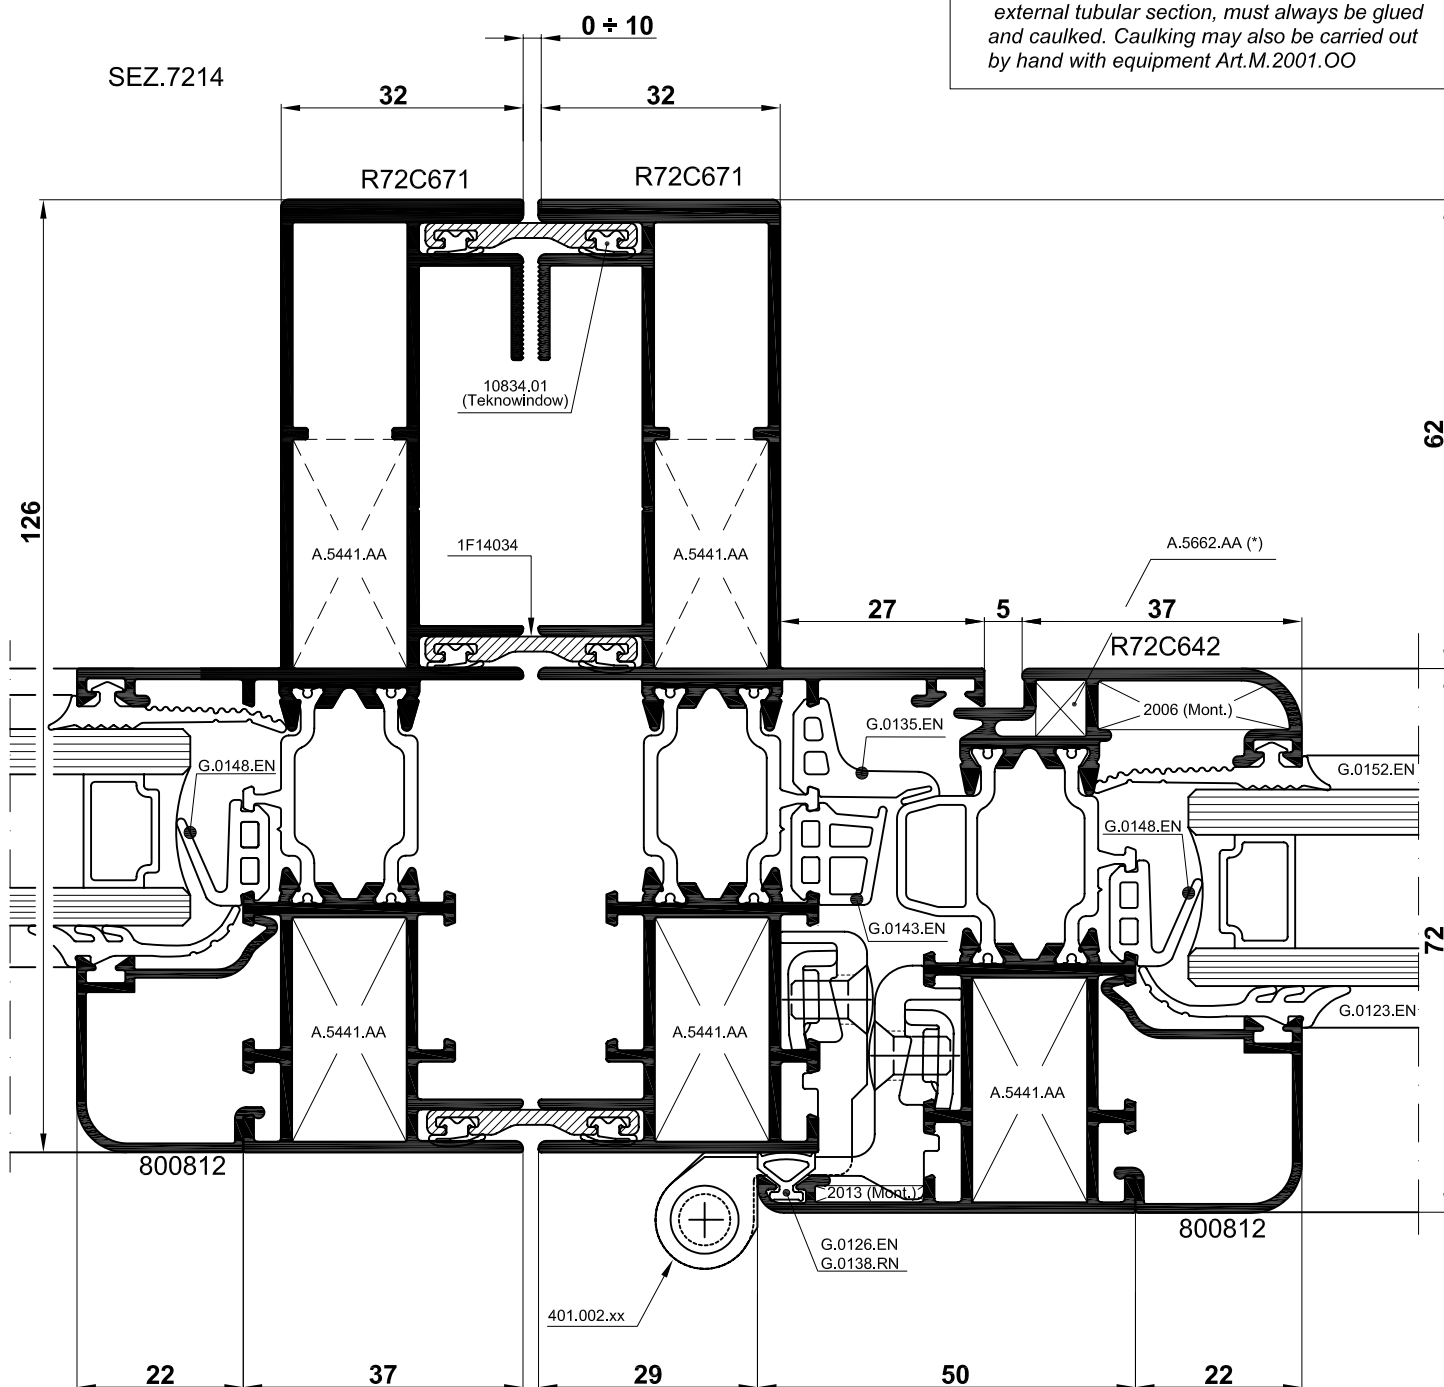 external tubular section, must always be glued
and caulked. Caulking may also be carried out
by hand with equipment Art.M.2001.OO
0 ÷ 10
SEZ.7214
32
32
R72C671
R72C671
10834.01
(Teknowindow)
62
126
1F14034
A.5441.AA
A.5441.AA
A.5662.AA (*)
27
5
37
R72C642
2006 (Mont.)
G.0135.EN
G.0148.EN
G.0152.EN
G.0148.EN
G.0143.EN
72
G.0123.EN
A.5441.AA
A.5441.AA
A.5441.AA
800812
2013 (Mont.)
800812
G.0126.EN
G.0138.RN
401.002.xx
22
37
29
50
22